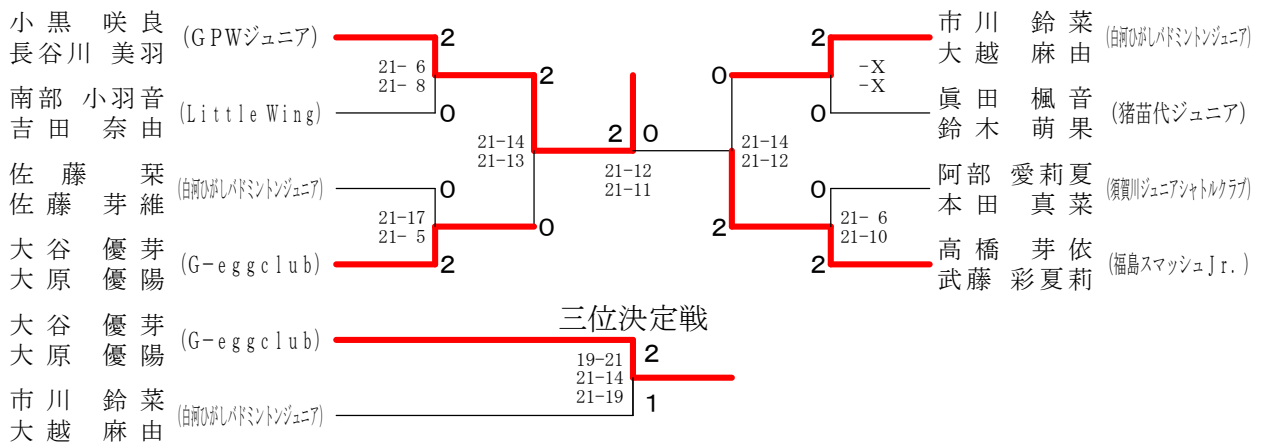 小黒 咲良
長谷川 美羽
(GPWジュニア)
2
21- 6
21- 8
南部 小羽音
吉田 奈由
(Little Wing)
0
2
21-14
21-13
佐藤 栞
佐藤 芽維
(白河ひがしバドミントンジュニア)
0
21-17
21- 5
大谷 優芽
大原 優陽
(G-eggclub)
2
0
2 0
21-12
21-11
市川 鈴菜
大越 麻由
(白河ひがしバドミントンジュニア)
2
-X
-X
眞田 楓音
鈴木 萌果
(猪苗代ジュニア)
0
0
21-14
21-12
阿部 愛莉夏
本田 真菜
(須賀川ジュニアシャトルクラブ)
0
21- 6
21-10
高橋 芽依
武藤 彩夏莉
(福島スマッシュJr.)
2
2
三位決定戦
大谷 優芽
大原 優陽
(G-eggclub)
2
19-21
21-14
21-19
市川 鈴菜
大越 麻由
(白河ひがしバドミントンジュニア)
1